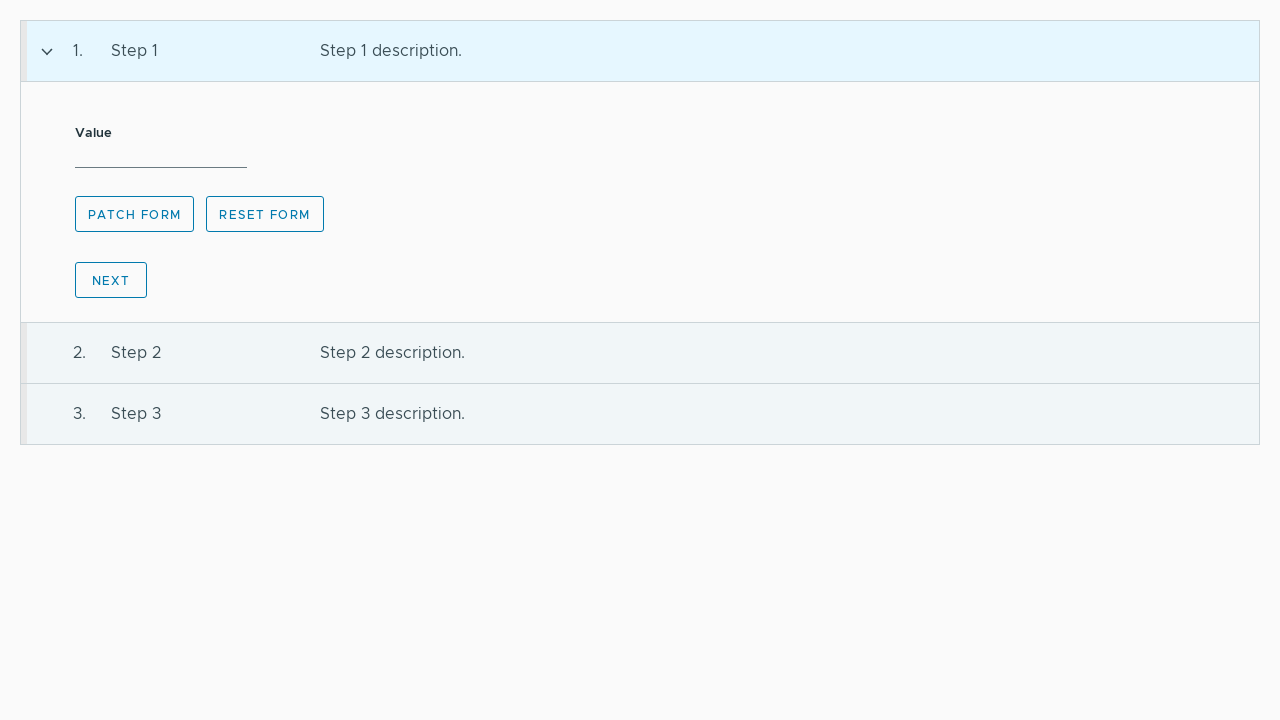 1. Step 1 Step 1 description.
Value
PATCH FORM RESET FORM
NEXT
2. Step 2 Step 2 description.
3. Step 3 Step 3 description.